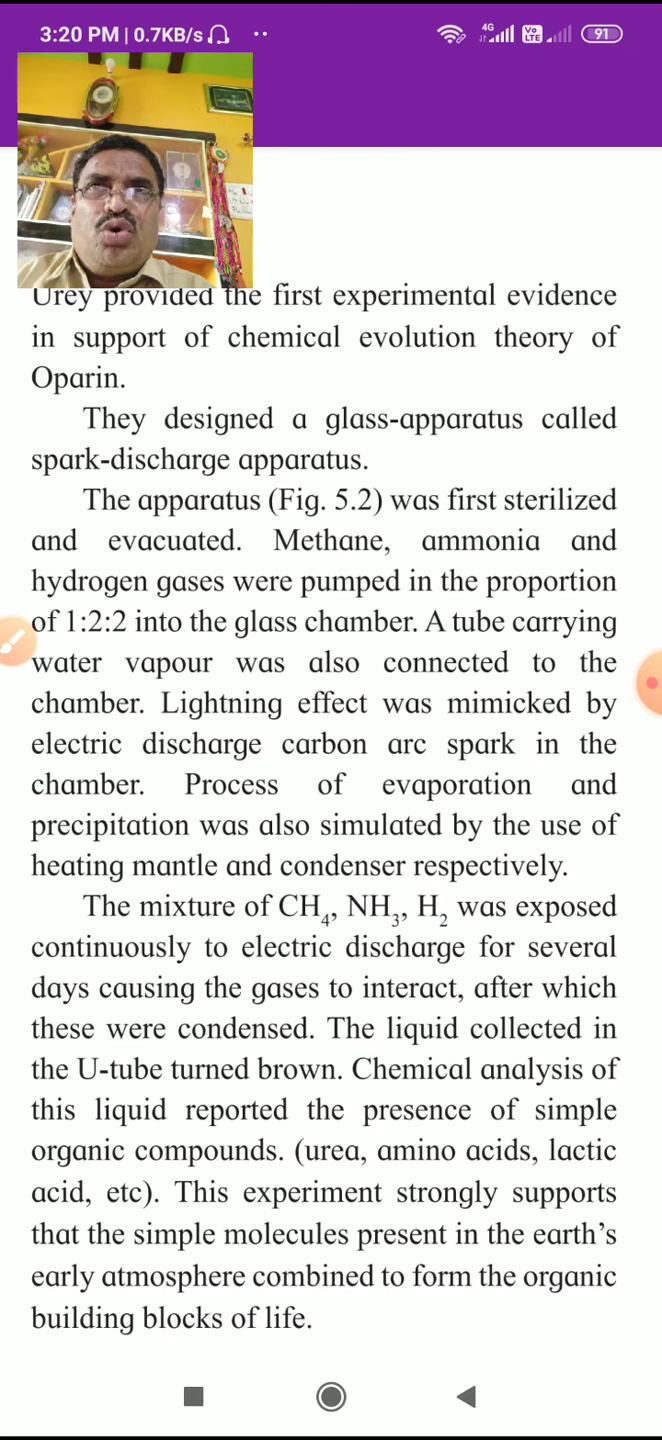 3:20 PM | 0.7KB/s
4G
Vo
LTE
91
Urey provided the first experimental evidence
in support of chemical evolution theory of
Oparin.
They designed a glass-apparatus called
spark-discharge apparatus.
The apparatus (Fig. 5.2) was first sterilized
and evacuated. Methane, ammonia and
hydrogen gases were pumped in the proportion
of 1:2:2 into the glass chamber. A tube carrying
water vapour was also connected to the
chamber. Lightning effect was mimicked by
electric discharge carbon arc spark in the
chamber. Process of evaporation and
precipitation was also simulated by the use of
heating mantle and condenser respectively.
The mixture of CH₄, NH₃, H₂ was exposed
continuously to electric discharge for several
days causing the gases to interact, after which
these were condensed. The liquid collected in
the U-tube turned brown. Chemical analysis of
this liquid reported the presence of simple
organic compounds. (urea, amino acids, lactic
acid, etc). This experiment strongly supports
that the simple molecules present in the earth’s
early atmosphere combined to form the organic
building blocks of life.